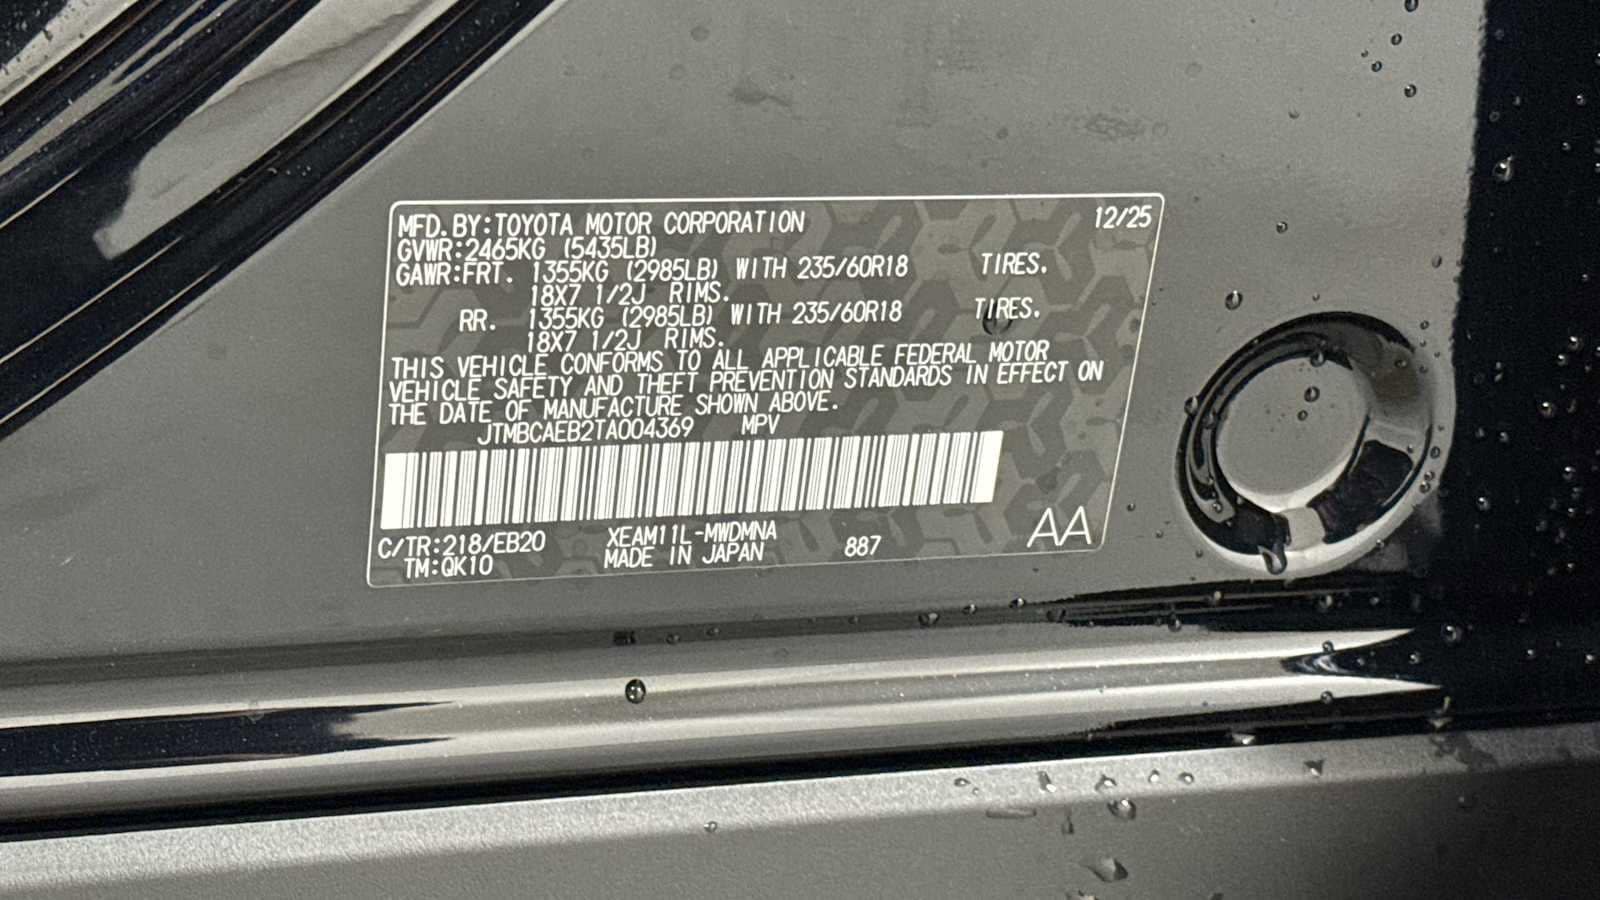 MFD.BY:TOYOTA MOTOR CORPORATION 12/25
GVWR:2465KG (5435LB)
GAWR:FRT. 1355KG (2985LB) WITH 235/60R18 TIRES.
18X7 1/2J RIMS.
RR. 1355KG (2985LB) WITH 235/60R18 TIRES.
18X7 1/2J RIMS.
THIS VEHICLE CONFORMS TO ALL APPLICABLE FEDERAL MOTOR
VEHICLE SAFETY AND THEFT PREVENTION STANDARDS IN EFFECT ON
THE DATE OF MANUFACTURE SHOWN ABOVE.
JTMBCAEB2TA004369 MPV
C/TR:218/EB20 XEAM11L-MWDMNA
TM:QK10 MADE IN JAPAN 887 AA